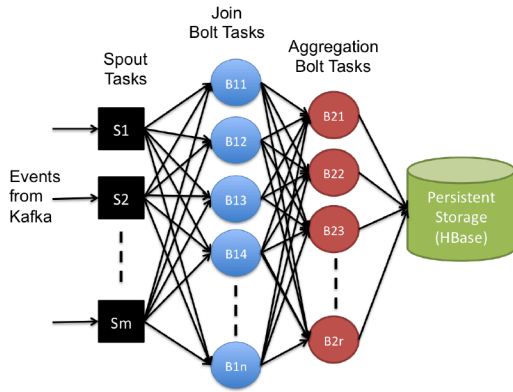 Join
Bolt Tasks
Aggregation
Bolt Tasks
Spout
Tasks
Events
from
Kafka
S1
S2
Sm
B11
B12
B13
B14
B1n
B21
B22
B23
B2r
Persistent
Storage
(HBase)